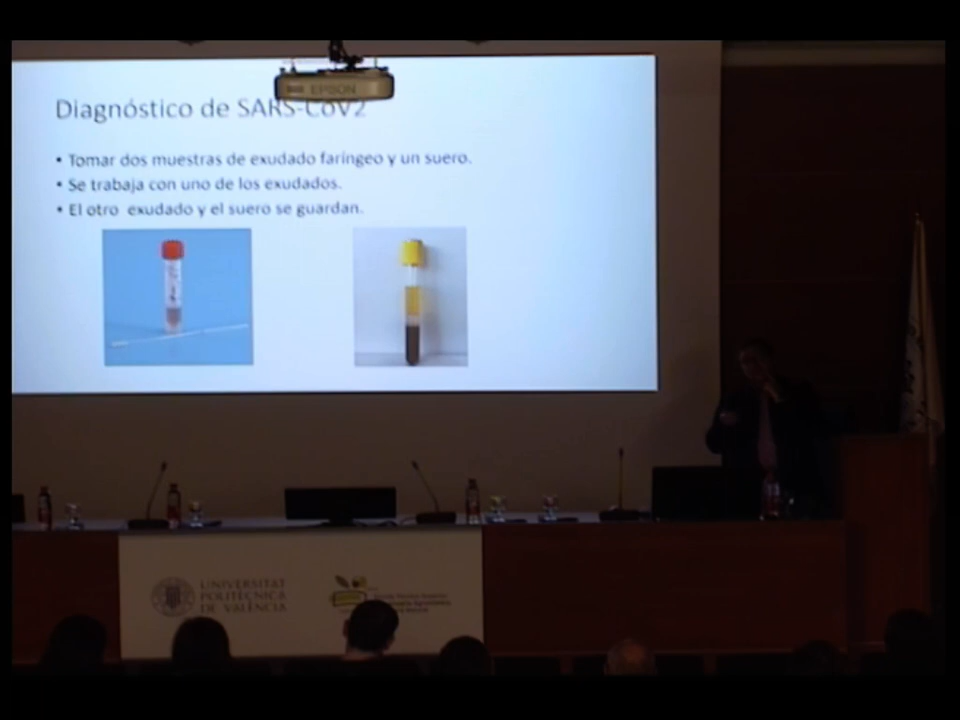 EPSON
Diagnóstico de SARS-CoV2
• Tomar dos muestras de exudado faríngeo y un suero.
• Se trabaja con uno de los exudados.
• El otro  exudado y el suero se guardan.
UNIVERSITAT
POLITÈCNICA
DE VALÈNCIA